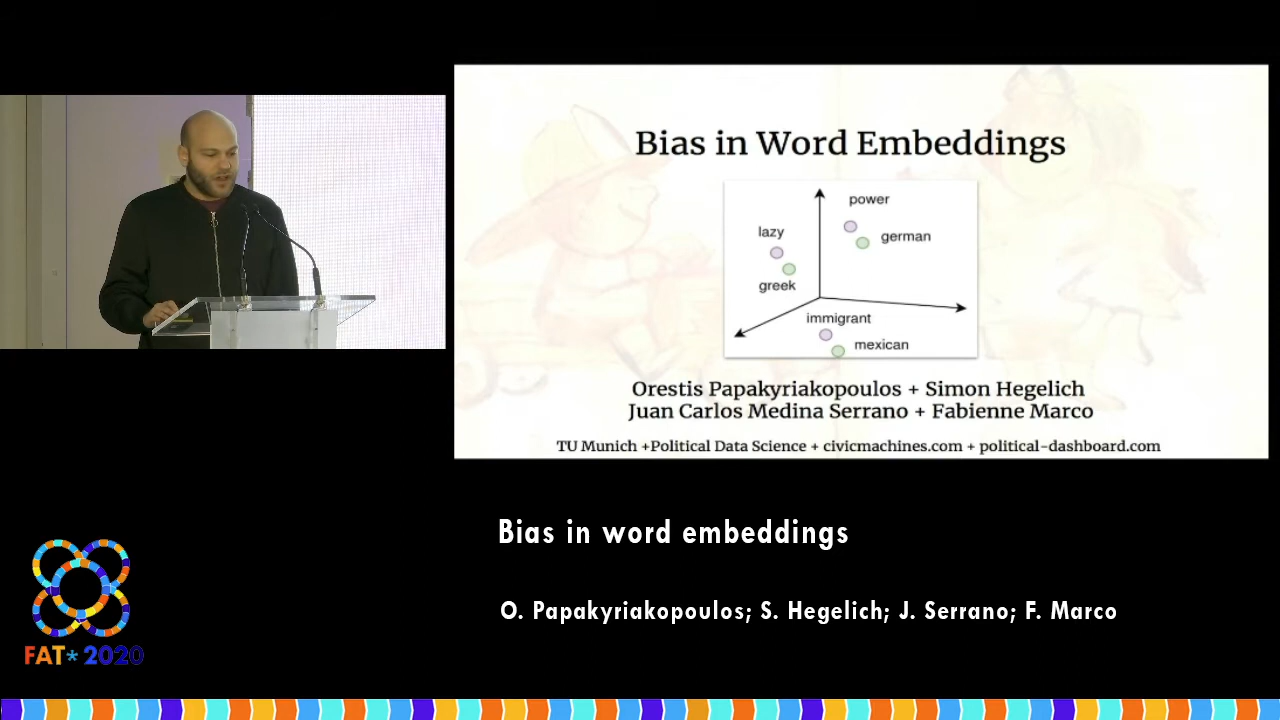 Bias in Word Embeddings
power
lazy
german
greek
immigrant
mexican
Orestis Papakyriakopoulos + Simon Hegelich
Juan Carlos Medina Serrano + Fabienne Marco
TU Munich +Political Data Science + civicmachines.com + political-dashboard.com
Bias in word embeddings
O. Papakyriakopoulos; S. Hegelich; J. Serrano; F. Marco
FAT* 2020